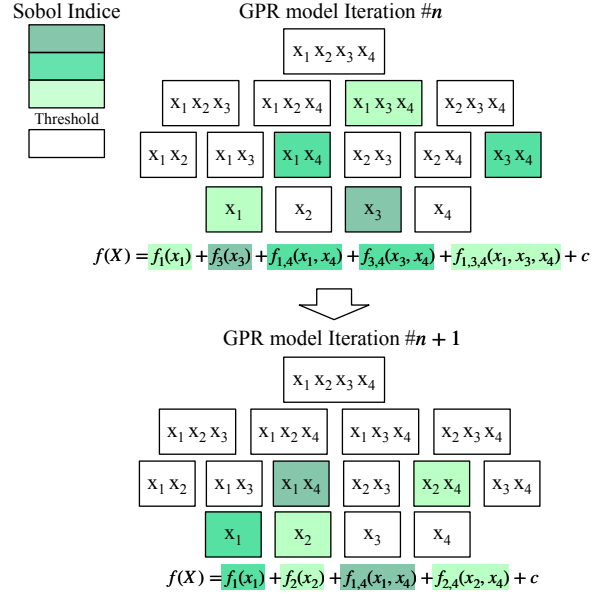 Sobol Indice
Threshold
GPR model Iteration #n
x₁ x₂ x₃ x₄
x₁ x₂ x₃ x₁ x₂ x₄ x₁ x₃ x₄ x₂ x₃ x₄
x₁ x₂ x₁ x₃ x₁ x₄ x₂ x₃ x₂ x₄ x₃ x₄
x₁ x₂ x₃ x₄
f(X) = f₁(x₁) + f₃(x₃) + f₁,₄(x₁, x₄) + f₃,₄(x₃, x₄) + f₁,₃,₄(x₁, x₃, x₄) + c
GPR model Iteration #n + 1
x₁ x₂ x₃ x₄
x₁ x₂ x₃ x₁ x₂ x₄ x₁ x₃ x₄ x₂ x₃ x₄
x₁ x₂ x₁ x₃ x₁ x₄ x₂ x₃ x₂ x₄ x₃ x₄
x₁ x₂ x₃ x₄
f(X) = f₁(x₁) + f₂(x₂) + f₁,₄(x₁, x₄) + f₂,₄(x₂, x₄) + c